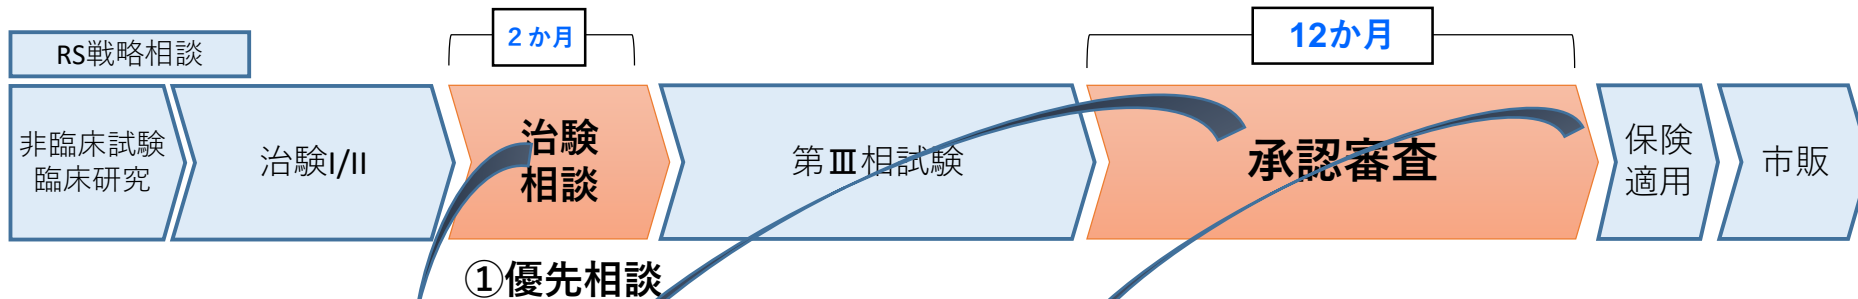 ２か月
12か月
RS戦略相談
非臨床試験
臨床研究
治験I/II
治験
相談
第Ⅲ相試験
承認審査
保険
適用
市販
①優先相談